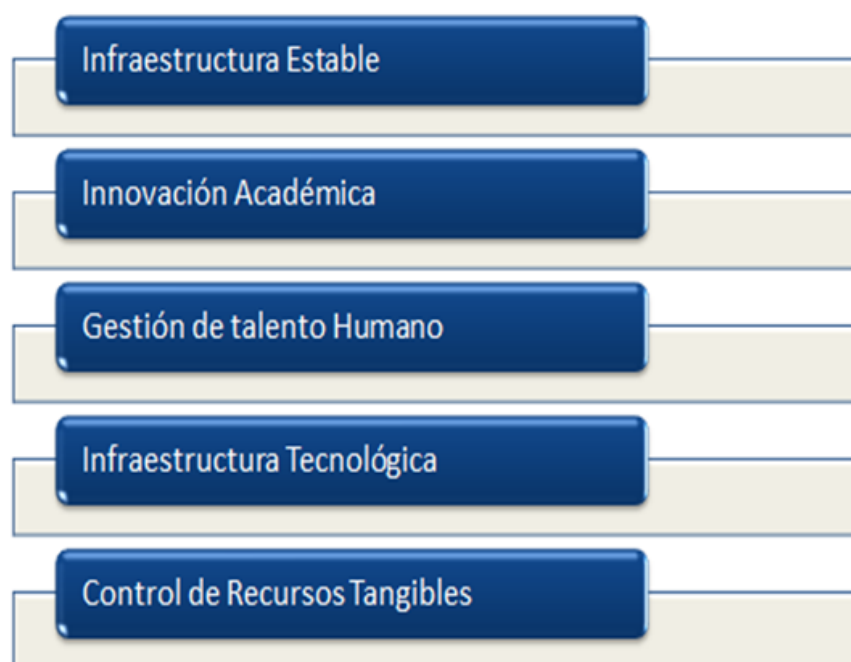 Infraestructura Estable
Innovación Académica
Gestión de talento Humano
Infraestructura Tecnológica
Control de Recursos Tangibles